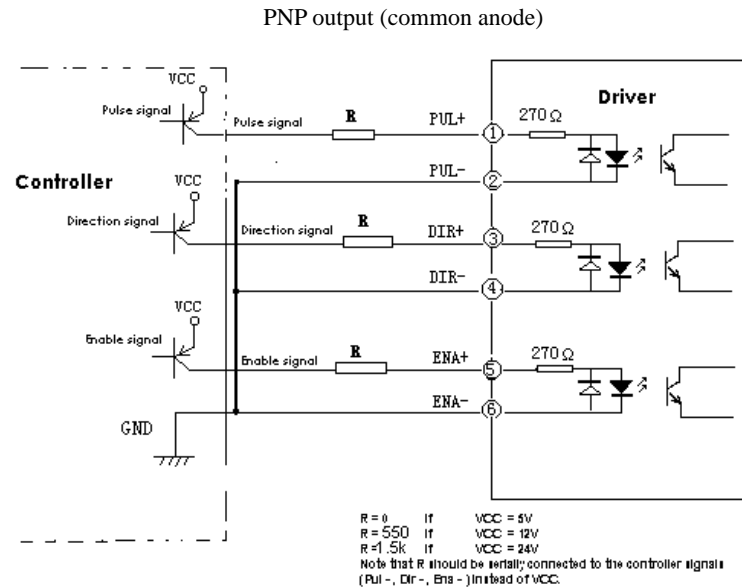 PNP output (common anode)
VCC
Pulse signal
Pulse signal
R
PUL+
1
270Ω
Driver
PUL-
2
Controller
VCC
Direction signal
Direction signal
R
DIR+
3
270Ω
DIR-
4
VCC
Enable signal
Enable signal
R
ENA+
5
270Ω
ENA-
6
GND
R = 0 If VCC = 5V
R = 550 If VCC = 12V
R=1.5k If VCC = 24V
Note that R should be serially connected to the controller signals
(Pul -, Dir -, Ena - ) instead of VCC.